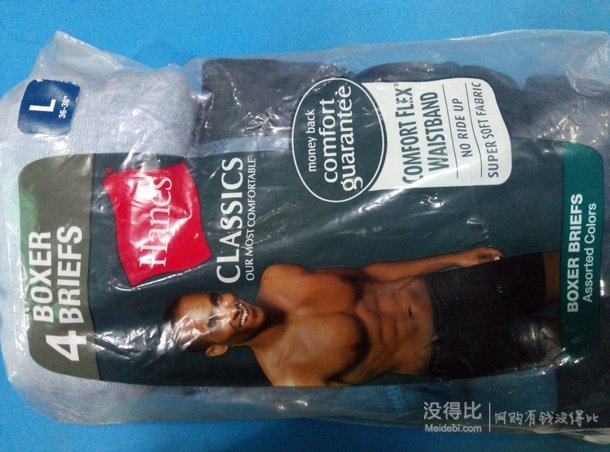 L
36-38"
Hanes
CLASSICS
OUR MOST COMFORTABLE
4 BOXER
BRIEFS
money back
comfort
guarantee
COMFORT FLEX®
WAISTBAND
NO RIDE UP
SUPER SOFT FABRIC
BOXER BRIEFS
Assorted Colors
没得比
Meidebi.com
网购有钱没得比